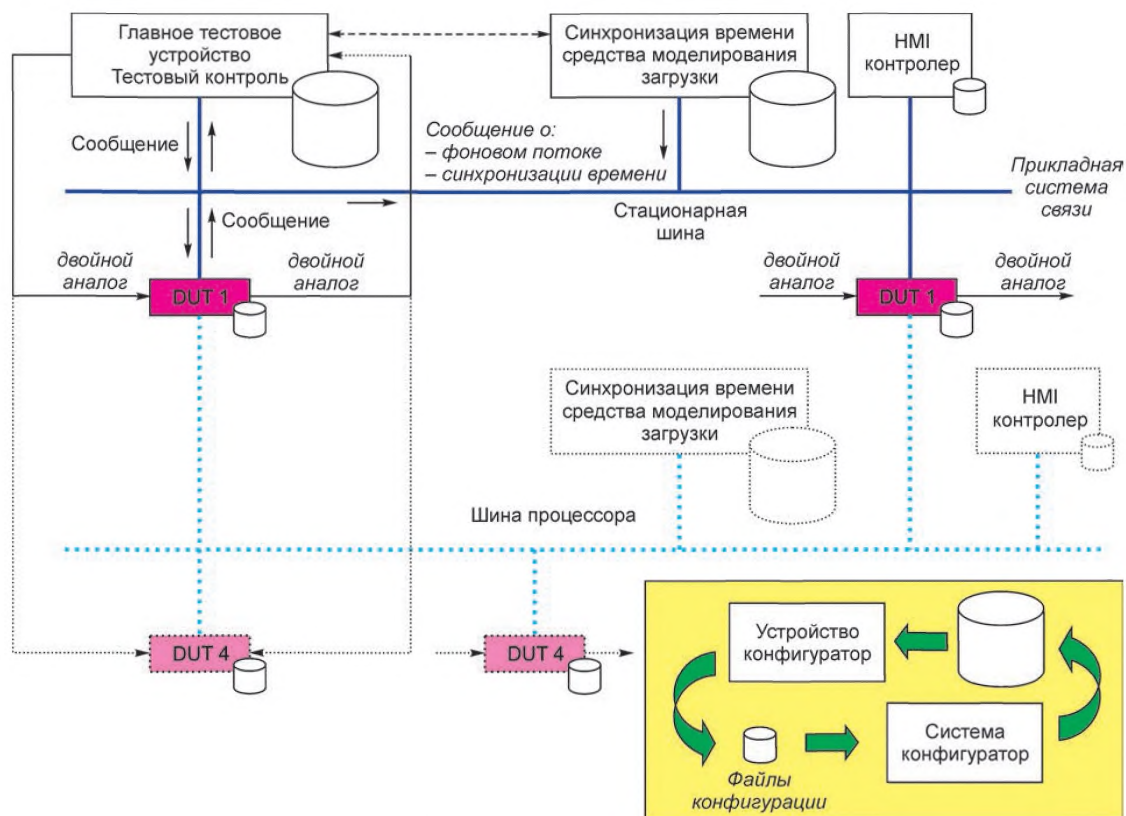 Главное тестовое
устройство
Тестовый контроль
Синхронизация времени
средства моделирования
загрузки
HMI
контролер
Сообщение
Сообщение о:
– фоновом потоке
– синхронизации времени
Прикладная
система
связи
Стационарная
шина
Сообщение
двойной
аналог
двойной
аналог
двойной
аналог
двойной
аналог
DUT 1
DUT 1
Синхронизация времени
средства моделирования
загрузки
HMI
контролер
Шина процессора
DUT 4
DUT 4
Устройство
конфигуратор
Система
конфигуратор
Файлы
конфигурации